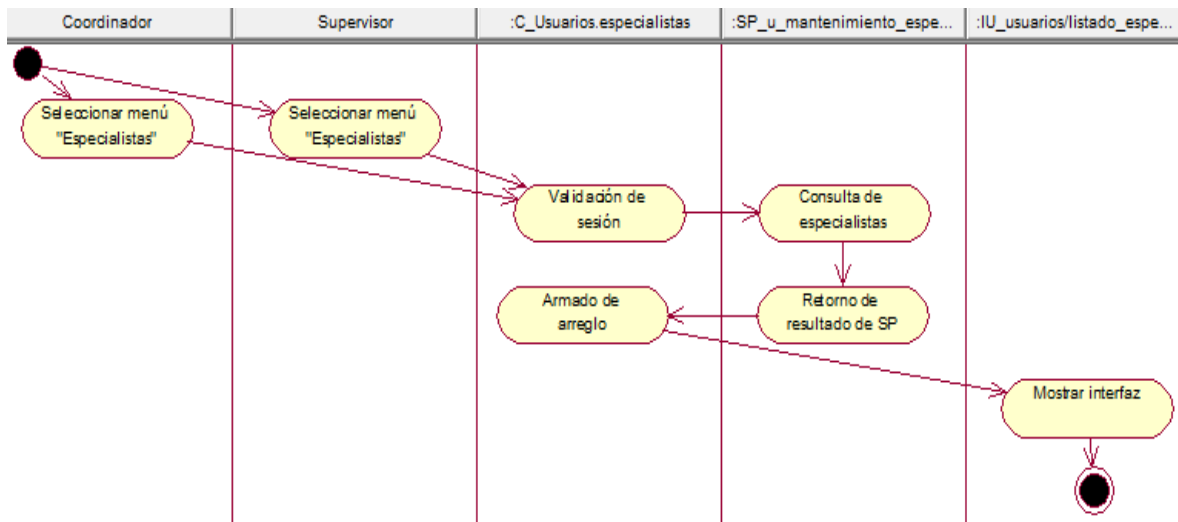 Coordinador
Supervisor
:C_Usuarios.especialistas
:SP_u_mantenimiento_espe...
:IU_usuarios/listado_espe...
Seleccionar menú
"Especialistas"
Seleccionar menú
"Especialistas"
Validación de
sesión
Consulta de
especialistas
Armado de
arreglo
Retorno de
resultado de SP
Mostrar interfaz